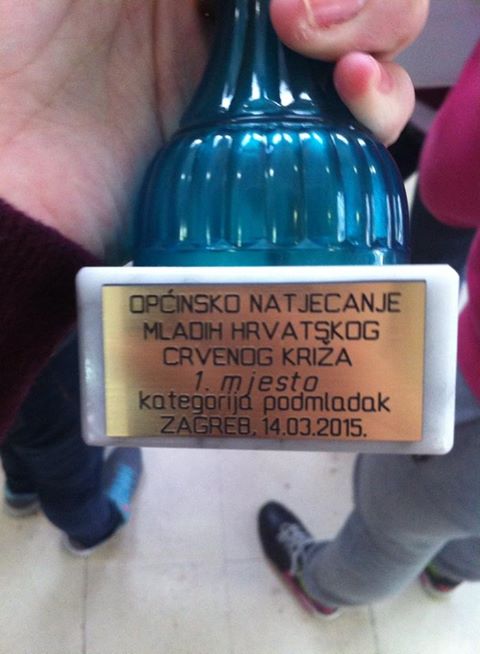 OPĆINSKO NATJECANJE
MLADIH HRVATSKOG
CRVENOG KRIŽA
1. mjesto
kategorija podmladak
ZAGREB, 14.03.2015.